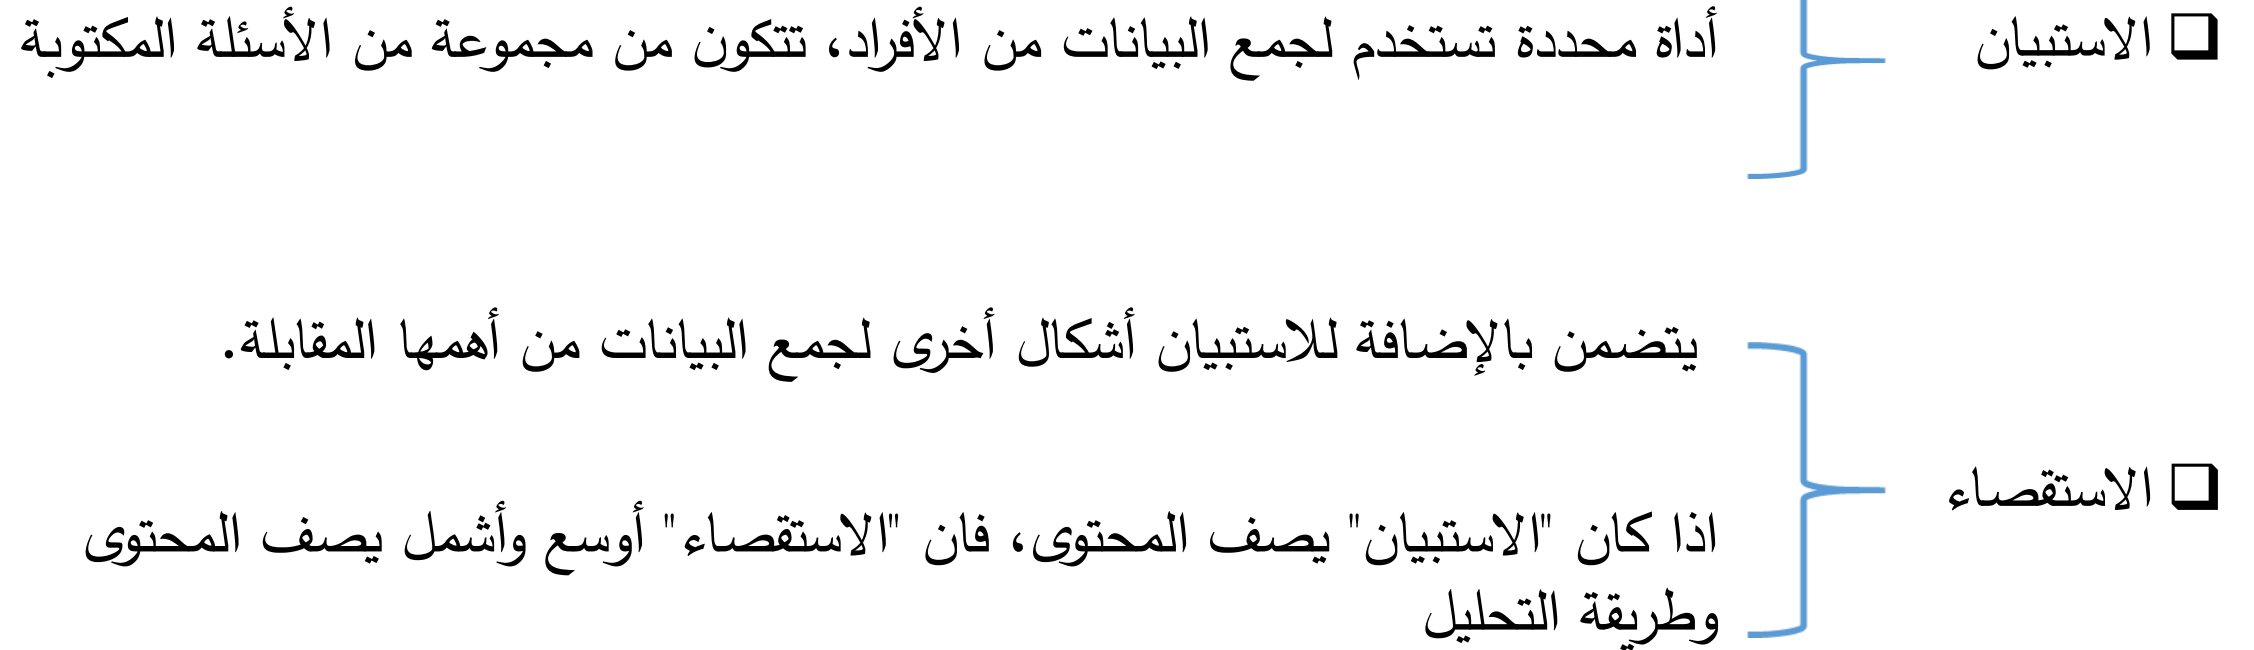 ❑ الاستبيان
أداة محددة تستخدم لجمع البيانات من الأفراد، تتكون من مجموعة من الأسئلة المكتوبة
❑ الاستقصاء
يتضمن بالإضافة للاستبيان أشكال أخرى لجمع البيانات من أهمها المقابلة.
اذا كان "الاستبيان" يصف المحتوى، فان "الاستقصاء" أوسع وأشمل يصف المحتوى
وطريقة التحليل